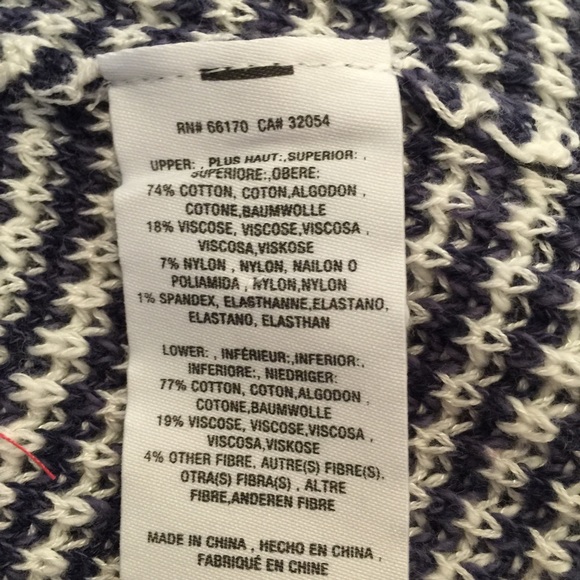 RN# 66170 CA# 32054
UPPER: , PLUS HAUT:,SUPERIOR: ,
SUPERIORE:,OBERE:
74% COTTON, COTON,ALGODON ,
COTONE,BAUMWOLLE
18% VISCOSE, VISCOSE,VISCOSA ,
VISCOSA,VISKOSE
7% NYLON , NYLON, NAILON O
POLIAMIDA , NYLON,NYLON
1% SPANDEX, ELASTHANNE,ELASTANO,
ELASTANO, ELASTHAN
LOWER: , INFÉRIEUR:,INFERIOR:,
INFERIORE:, NIEDRIGER:
77% COTTON, COTON,ALGODON ,
COTONE,BAUMWOLLE
19% VISCOSE, VISCOSE,VISCOSA ,
VISCOSA,VISKOSE
4% OTHER FIBRE, AUTRE(S) FIBRE(S),
OTRA(S) FIBRA(S) , ALTRE
FIBRE,ANDEREN FIBRE
MADE IN CHINA , HECHO EN CHINA ,
FABRIQUÉ EN CHINE